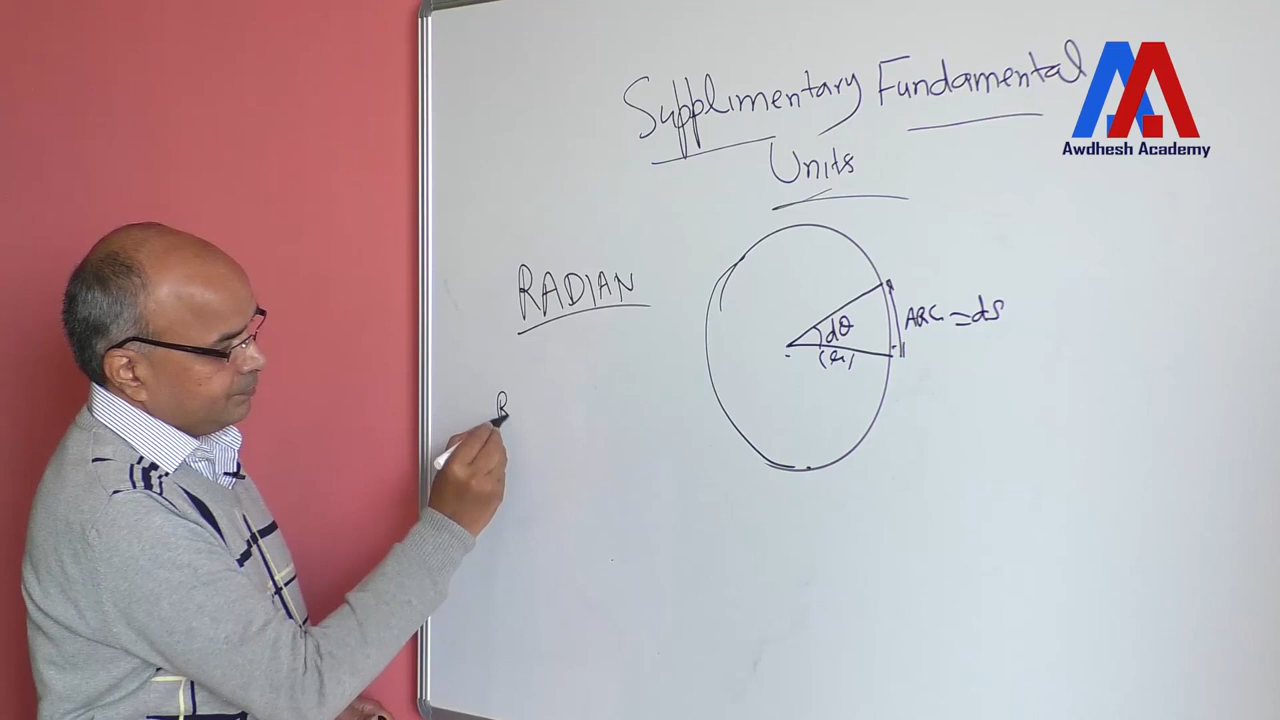 Supplimentary Fundamental
Units
Awdhesh Academy
RADIAN
dθ
(r)
ARC = ds
R